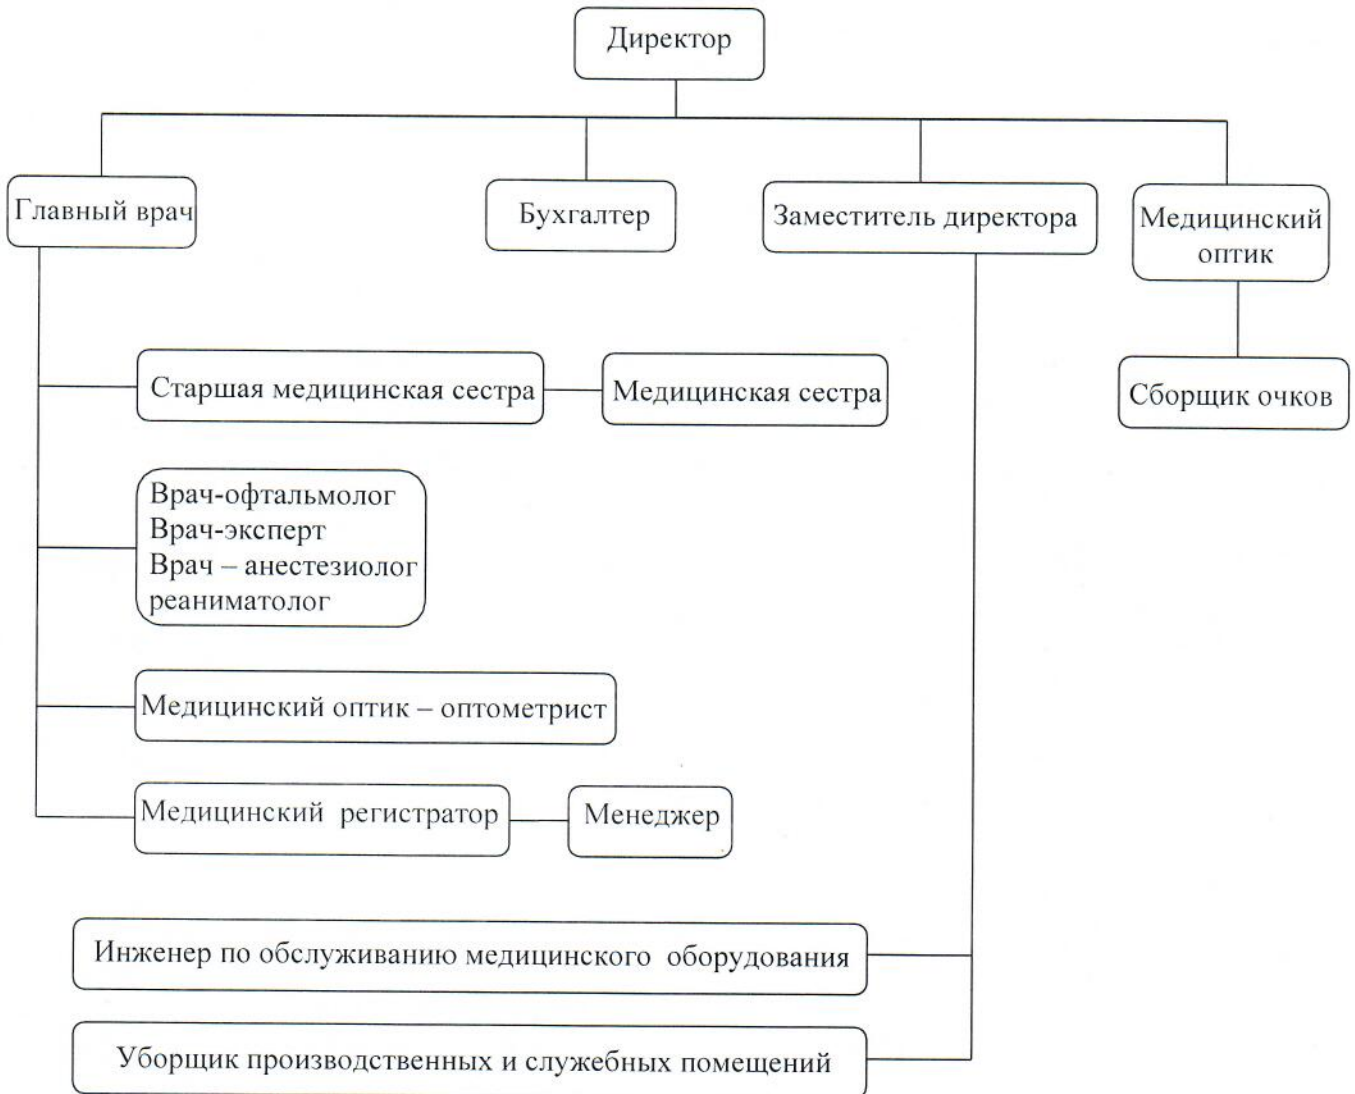 Директор
Главный врач
Бухгалтер
Заместитель директора
Медицинский
оптик
Старшая медицинская сестра
Медицинская сестра
Сборщик очков
Врач-офтальмолог
Врач-эксперт
Врач – анестезиолог
реаниматолог
Медицинский оптик – оптометрист
Медицинский регистратор
Менеджер
Инженер по обслуживанию медицинского оборудования
Уборщик производственных и служебных помещений